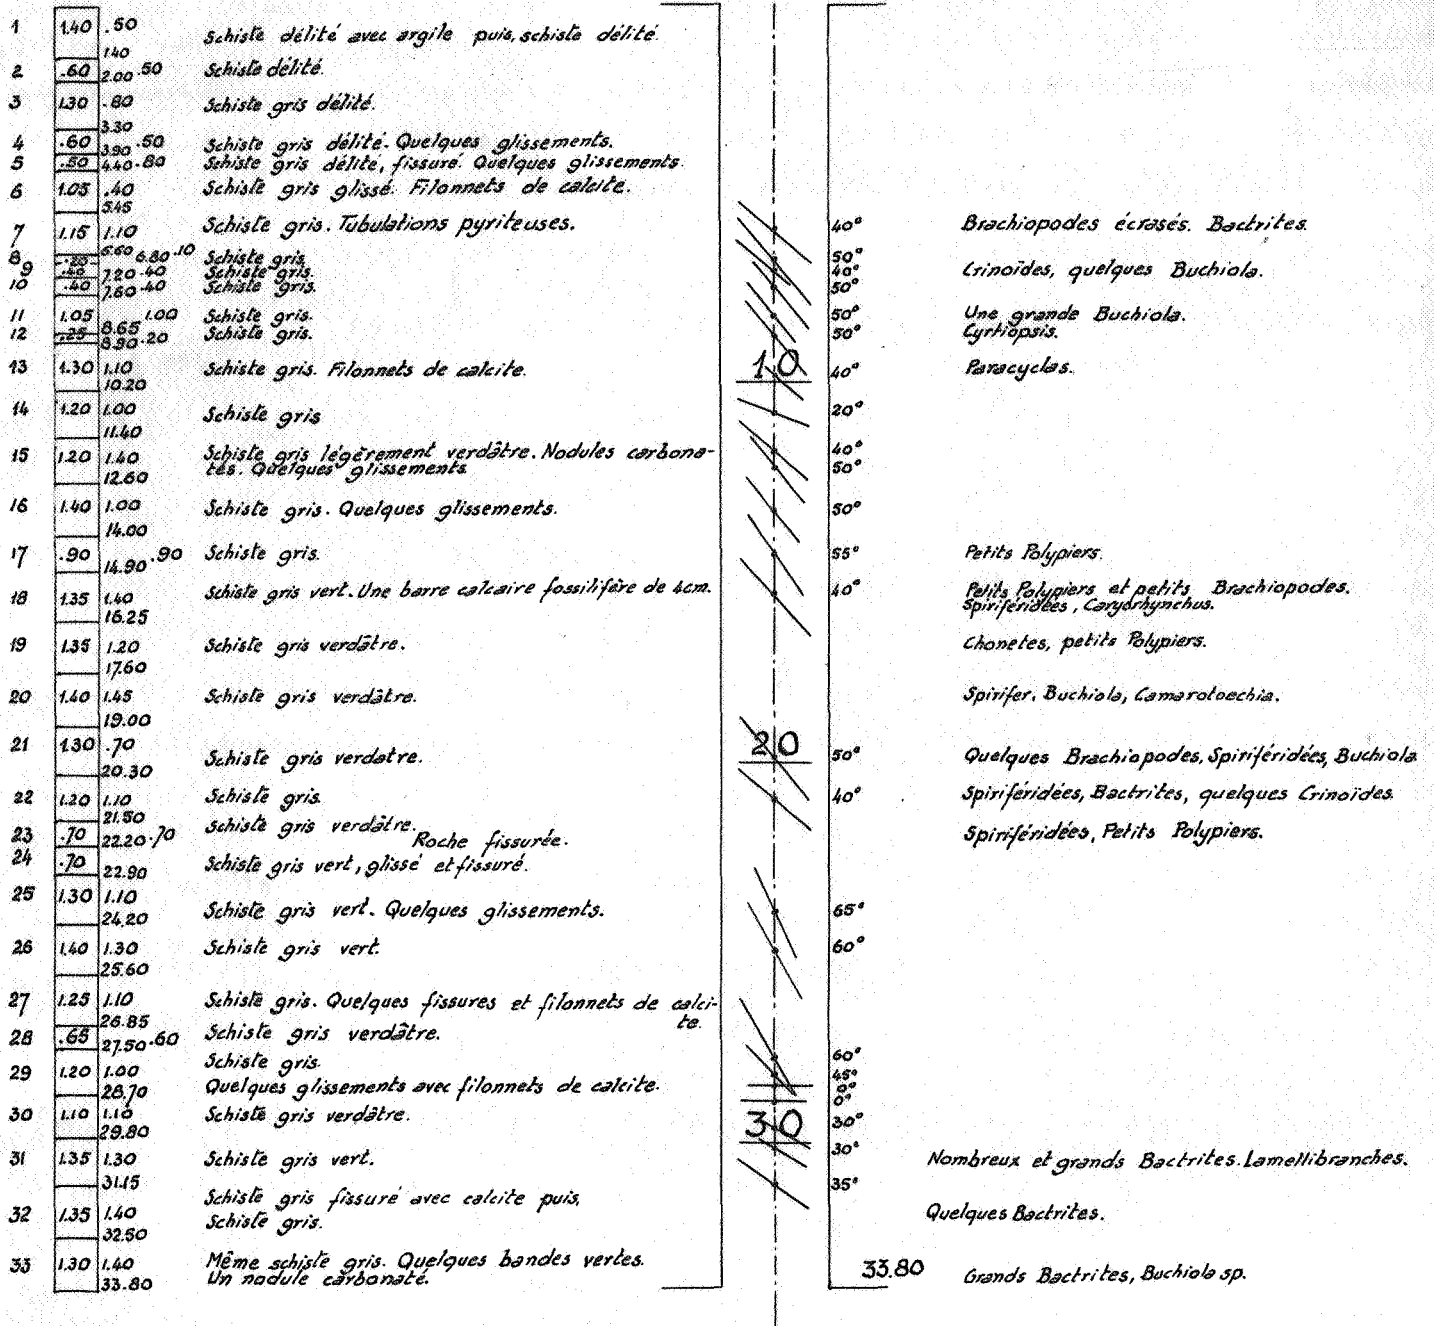 1 1.40 .50 Schiste délité avec argile puis, schiste délité.
1.40
2 .60 2.00 .50 Schiste délité.
3 1.30 .80 Schiste gris délité.
3.30
4 .60 3.90 .50 Schiste gris délité. Quelques glissements.
5 .50 4.40 .80 Schiste gris délité, fissuré. Quelques glissements.
6 1.05 .40 Schiste gris glissé. Filonnets de calcite.
5.45
7 1.15 1.10 Schiste gris. Tubulations pyriteuses. 40° Brachiopodes écrasés. Bactrites.
8 .20 6.60 6.80 .10 Schiste gris 50°
9 .40 7.20 .40 Schiste gris. 40° Crinoïdes, quelques Buchiola.
10 .40 7.60 .40 Schiste gris. 50°
11 1.05 1.00 Schiste gris. 50° Une grande Buchiola.
12 .25 8.65 8.90 .20 Schiste gris. 50° Cyrtiopsis.
13 1.30 1.10 Schiste gris. Filonnets de calcite. 10 40° Paracyclas.
10.20
14 1.20 1.00 Schiste gris 20°
11.40
15 1.20 1.40 Schiste gris légèrement verdâtre. Nodules carbona- 40°
12.60 tés. Quelques glissements 50°
16 1.40 1.00 Schiste gris. Quelques glissements. 50°
14.00
17 .90 14.90 .90 Schiste gris. 55° Petits Polypiers.
18 1.35 1.40 Schiste gris vert. Une barre calcaire fossilifère de 4cm. 40° Petits Polypiers et petits Brachiopodes.
16.25 Spiriféridées, Caryorhynchus.
19 1.35 1.20 Schiste gris verdâtre. Chonetes, petits Polypiers.
17.60
20 1.40 1.45 Schiste gris verdâtre. Spirifer, Buchiola, Camarotoechia.
19.00
21 1.30 .70 Schiste gris verdatre. 20 50° Quelques Brachiopodes, Spiriféridées, Buchiola
20.30
22 1.20 1.10 Schiste gris. 40° Spiriféridées, Bactrites, quelques Crinoïdes.
21.50
23 .70 22.20 .70 Schiste gris verdâtre. Spiriféridées, Petits Polypiers.
Roche fissurée.
24 .70 22.90 Schiste gris vert, glissé et fissuré.
25 1.30 1.10 Schiste gris vert. Quelques glissements. 65°
24.20
26 1.40 1.30 Schiste gris vert. 60°
25.60
27 1.25 1.10 Schiste gris. Quelques fissures et filonnets de calci-
26.85 te.
28 .65 27.50 .60 Schiste gris verdâtre.
Schiste gris. 60°
29 1.20 1.00 45°
28.70 Quelques glissements avec filonnets de calcite. 0°
0°
30 1.10 1.10 Schiste gris verdâtre. 30 30°
29.80
31 1.35 1.30 Schiste gris vert. 30° Nombreux et grands Bactrites. Lamellibranches.
31.15 35°
Schiste gris fissuré avec calcite puis,
32 1.35 1.40 Schiste gris. Quelques Bactrites.
32.50
33 1.30 1.40 Même schiste gris. Quelques bandes vertes.
33.80 Un nodule carbonaté. 33.80 Grands Bactrites, Buchiola sp.